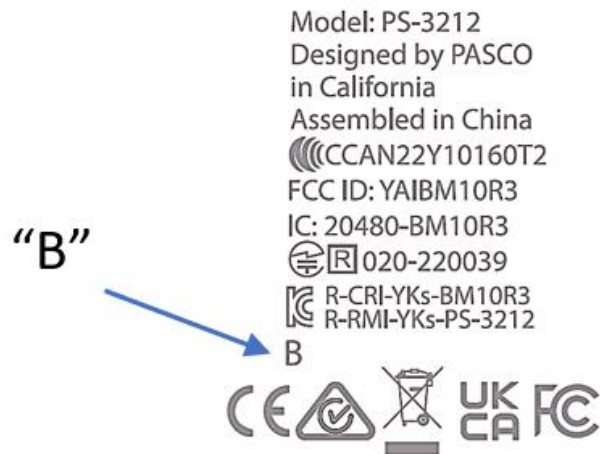 Model: PS-3212
Designed by PASCO
in California
Assembled in China
CCAN22Y10160T2
FCC ID: YAIBM10R3
IC: 20480-BM10R3
R 020-220039
KC R-CRI-YKs-BM10R3
R-RMI-YKs-PS-3212
“B”
B
CE UK CA FC